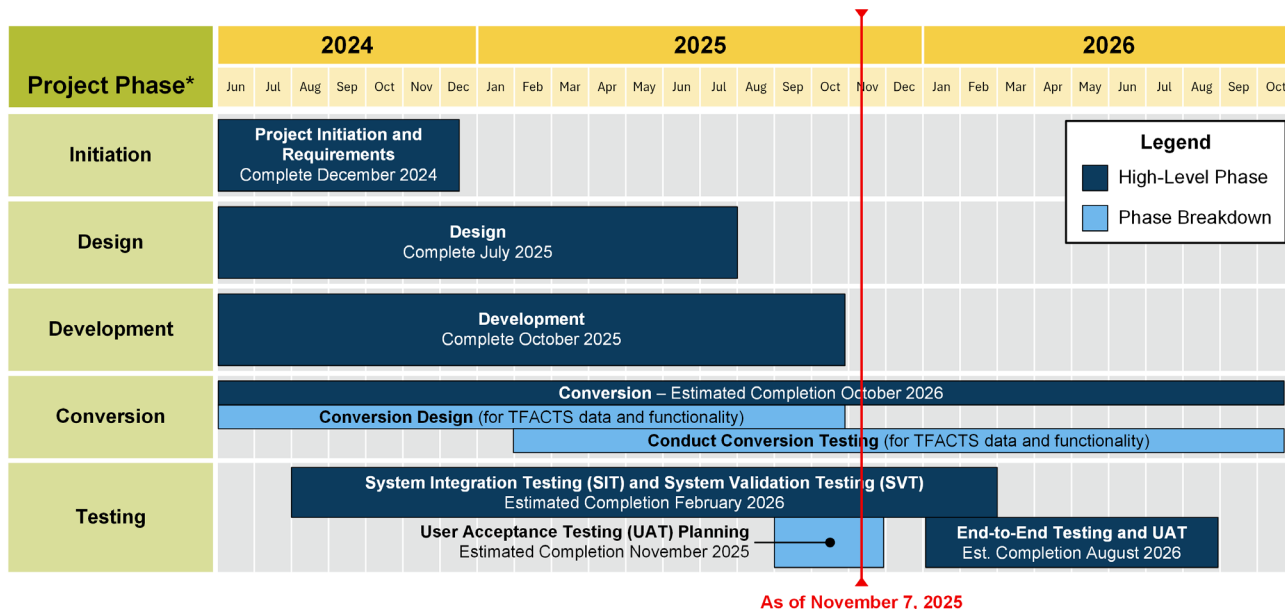 2024 2025 2026
Project Phase*
Jun Jul Aug Sep Oct Nov Dec Jan Feb Mar Apr May Jun Jul Aug Sep Oct Nov Dec Jan Feb Mar Apr May Jun Jul Aug Sep Oct
Initiation
Project Initiation and
Requirements
Complete December 2024
Legend
High-Level Phase
Phase Breakdown
Design
Design
Complete July 2025
Development
Development
Complete October 2025
Conversion
Conversion – Estimated Completion October 2026
Conversion Design (for TFACTS data and functionality)
Conduct Conversion Testing (for TFACTS data and functionality)
Testing
System Integration Testing (SIT) and System Validation Testing (SVT)
Estimated Completion February 2026
User Acceptance Testing (UAT) Planning
Estimated Completion November 2025
End-to-End Testing and UAT
Est. Completion August 2026
As of November 7, 2025